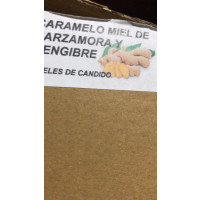 CARAMELO MIEL DE
ARZAMORA Y
ENGIBRE
ELES DE CANDIDO